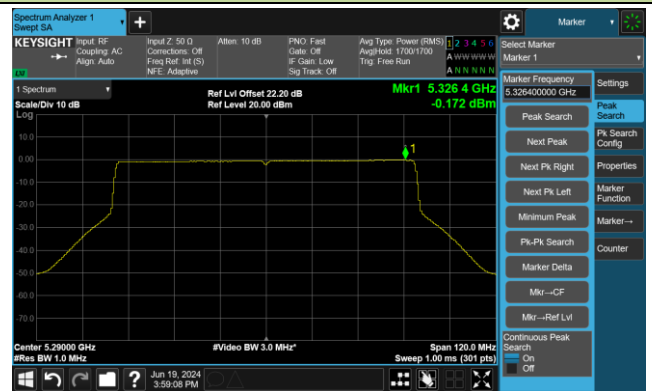 Spectrum Analyzer 1
Swept SA
+
Marker
KEYSIGHT
Input: RF
Coupling: AC
Align: Auto
Input Z: 50 Ω
Corrections: Off
Freq Ref: Int (S)
NFE: Adaptive
Atten: 10 dB
PNO: Fast
Gate: Off
IF Gain: Low
Sig Track: Off
Avg Type: Power (RMS)
Avg|Hold: 1700/1700
Trig: Free Run
1 2 3 4 5 6
A W W W W W
A N N N N N
LXI
Select Marker
Marker 1
1 Spectrum
Scale/Div 10 dB
Log
Ref Lvl Offset 22.20 dB
Ref Level 20.00 dBm
Mkr1 5.326 4 GHz
-0.172 dBm
10.0
0.00
-10.0
-20.0
-30.0
-40.0
-50.0
-60.0
-70.0
1
Center 5.29000 GHz
#Res BW 1.0 MHz
#Video BW 3.0 MHz*
Span 120.0 MHz
Sweep 1.00 ms (301 pts)
Marker Frequency
5.326400000 GHz
Peak Search
Next Peak
Next Pk Right
Next Pk Left
Minimum Peak
Pk-Pk Search
Marker Delta
Mkr→CF
Mkr→Ref Lvl
Continuous Peak
Search
On
Off
Settings
Peak
Search
Pk Search
Config
Properties
Marker
Function
Marker→
Counter
?
Jun 19, 2024
3:59:08 PM